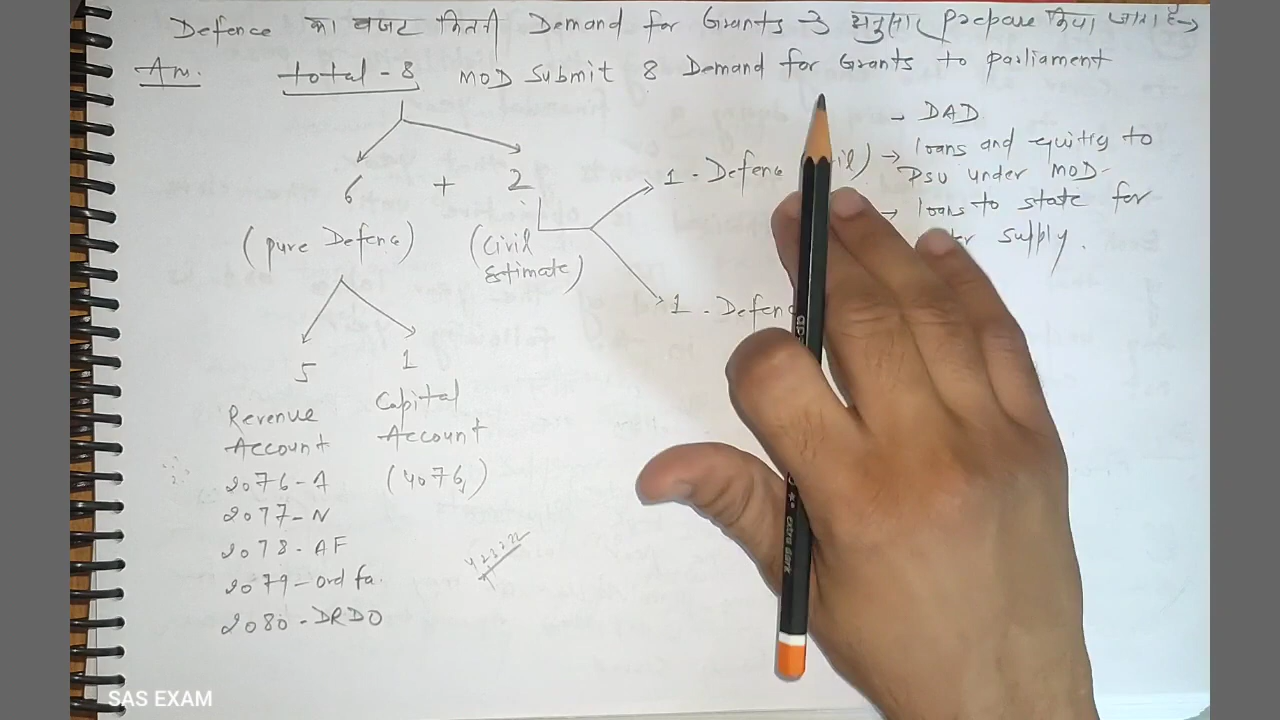 Defence का बजट कितनी Demand for Grants के अनुसार prepare किया जाता है →
Ans. total - 8 MOD Submit 8 Demand for Grants to parliament
- DAD
6 + 2
1 - Defence
→ loans and equity to
PSU under MOD-
→ loans to state for
supply.
(pure Defence) (Civil
Estimate)
1 - Defenc
5 1
Revenue
Account
Capital
Account
2076 - A (4076)
2077 - N
2078 - AF
2079 - ord fa.
2080 - DRDO
SAS EXAM